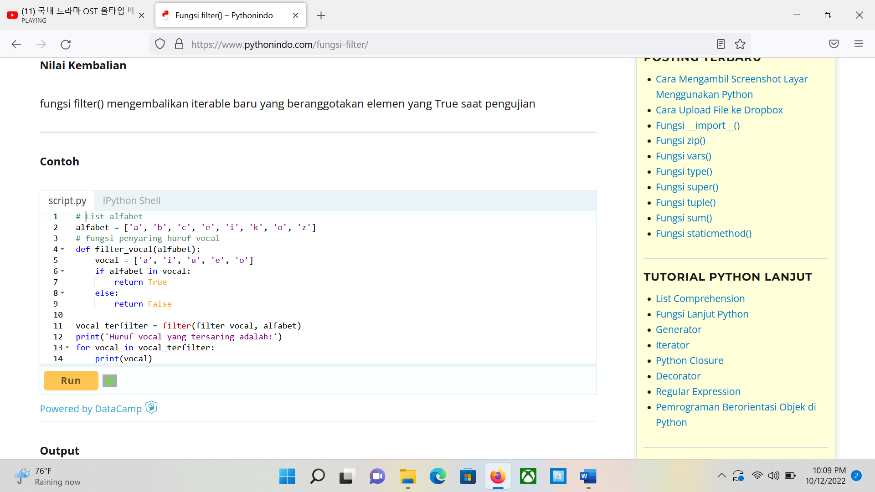 (11) 국내 드라마 OST 올타임 베
PLAYING
Fungsi filter() – Pythonindo
https://www.pythonindo.com/fungsi-filter/
Nilai Kembalian
fungsi filter() mengembalikan iterable baru yang beranggotakan elemen yang True saat pengujian
Contoh
script.py
IPython Shell
1 # List alfabet
2 alfabet = ['a', 'b', 'c', 'e', 'i', 'k', 'o', 'z']
3 # fungsi penyaring huruf vocal
4 def filter_vocal(alfabet):
5 vocal = ['a', 'i', 'u', 'e', 'o']
6 if alfabet in vocal:
7 return True
8 else:
9 return False
10
11 vocal_terfilter = filter(filter_vocal, alfabet)
12 print('Huruf vocal yang tersaring adalah:')
13 for vocal in vocal_terfilter:
14 print(vocal)
Run
Powered by DataCamp
Output
POSTING TERBARU
Cara Mengambil Screenshot Layar
Menggunakan Python
Cara Upload File ke Dropbox
Fungsi __import__()
Fungsi zip()
Fungsi vars()
Fungsi type()
Fungsi super()
Fungsi tuple()
Fungsi sum()
Fungsi staticmethod()
TUTORIAL PYTHON LANJUT
List Comprehension
Fungsi Lanjut Python
Generator
Iterator
Python Closure
Decorator
Regular Expression
Pemrograman Berorientasi Objek di
Python
76°F
Raining now
10:09 PM
10/12/2022
2